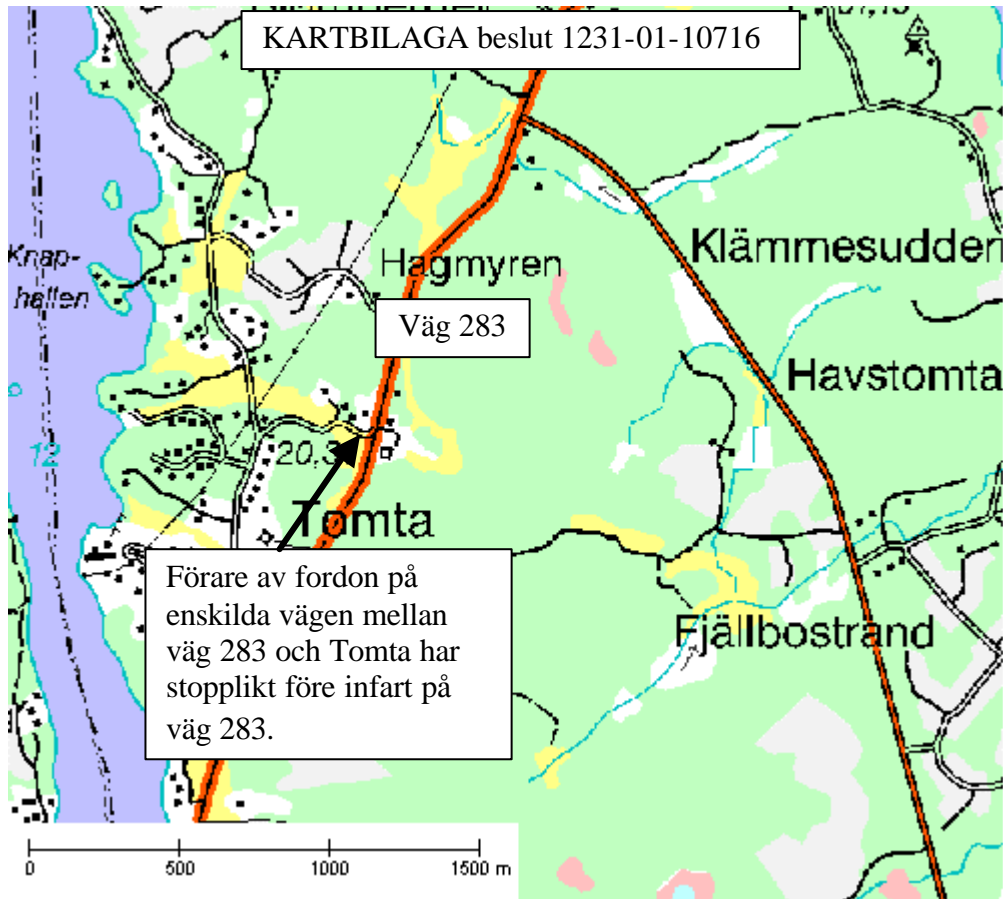 KARTBILAGA beslut 1231-01-10716
Klämmesudden
Knap-
hallen
Hagmyren
Väg 283
Havstomta
12
20,3
Tomta
Förare av fordon på
enskilda vägen mellan
väg 283 och Tomta har
stopplikt före infart på
väg 283.
Fjällbostrand
0 500 1000 1500 m